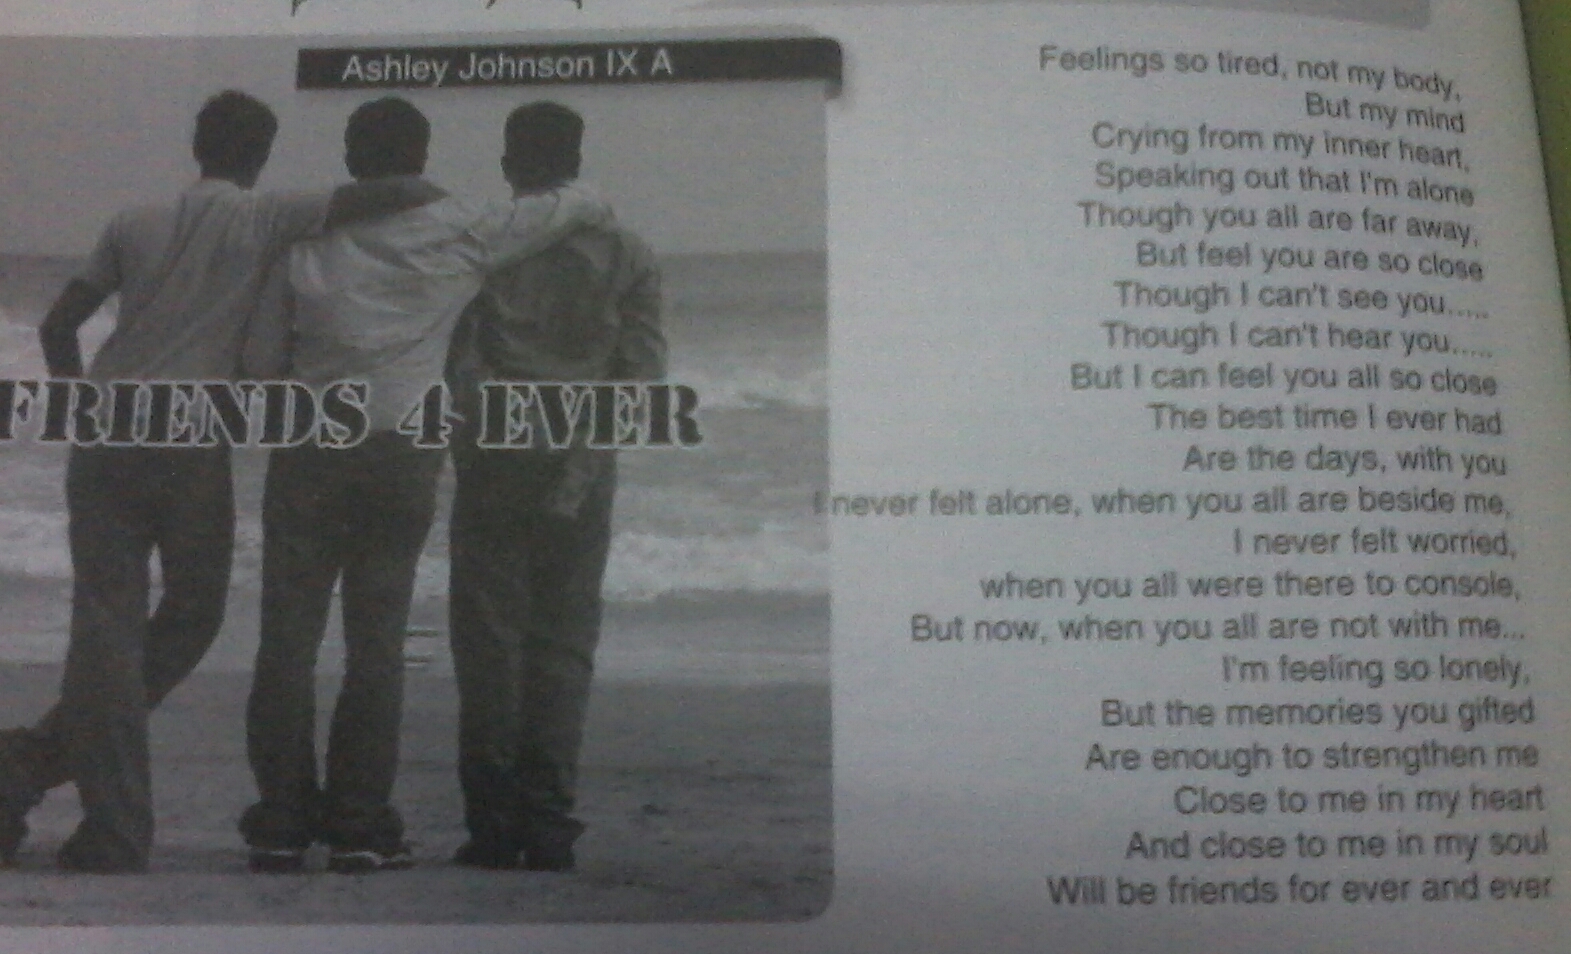 Ashley Johnson IX A
FRIENDS 4 EVER
Feelings so tired, not my body,
But my mind
Crying from my inner heart,
Speaking out that I'm alone
Though you all are far away,
But feel you are so close
Though I can't see you.....
Though I can't hear you.....
But I can feel you all so close
The best time I ever had
Are the days, with you
I never felt alone, when you all are beside me,
I never felt worried,
when you all were there to console,
But now, when you all are not with me...
I'm feeling so lonely,
But the memories you gifted
Are enough to strengthen me
Close to me in my heart
And close to me in my soul
Will be friends for ever and ever